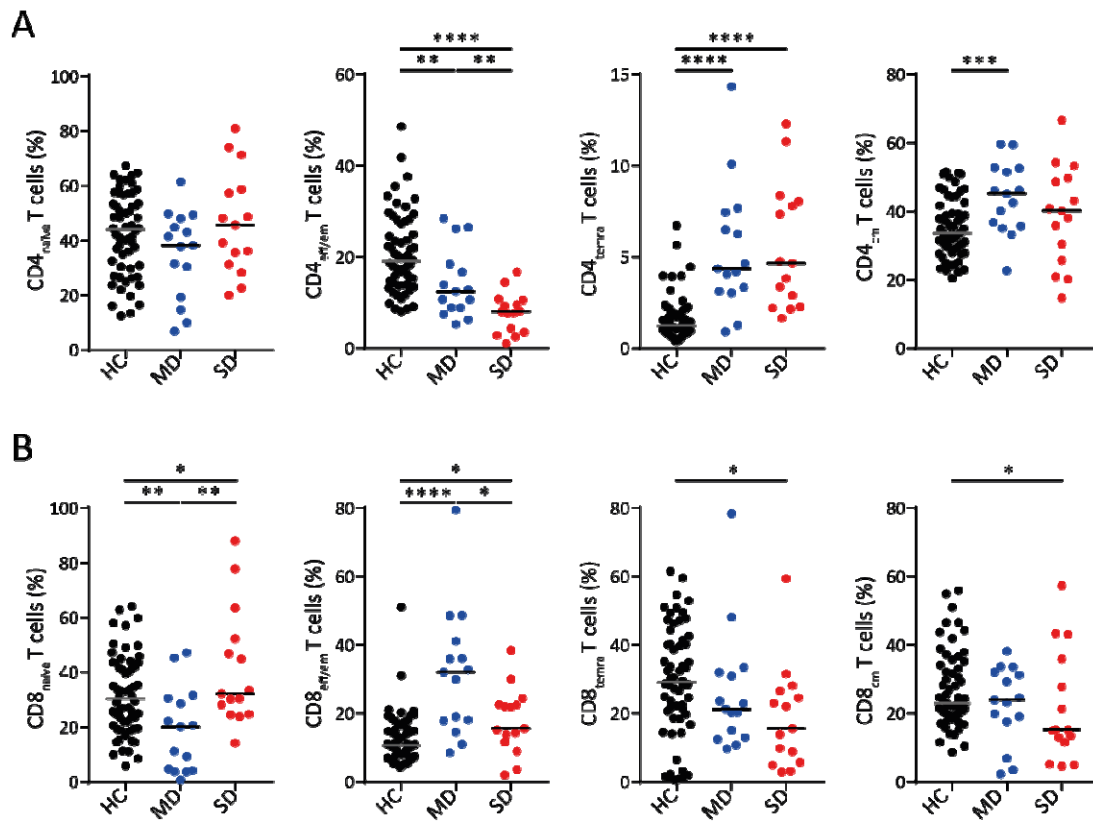 A
**** **** ***
** ** ****
CD4naïve T cells (%)
100
80
60
40
20
0
HC MD SD
CD4eff/em T cells (%)
60
40
20
0
HC MD SD
CD4temra T cells (%)
15
10
5
0
HC MD SD
CD4cm T cells (%)
80
60
40
20
0
HC MD SD
B
* * * *
** ** **** *
CD8naïve T cells (%)
100
80
60
40
20
0
HC MD SD
CD8eff/em T cells (%)
80
60
40
20
0
HC MD SD
CD8temra T cells (%)
80
60
40
20
0
HC MD SD
CD8cm T cells (%)
80
60
40
20
0
HC MD SD